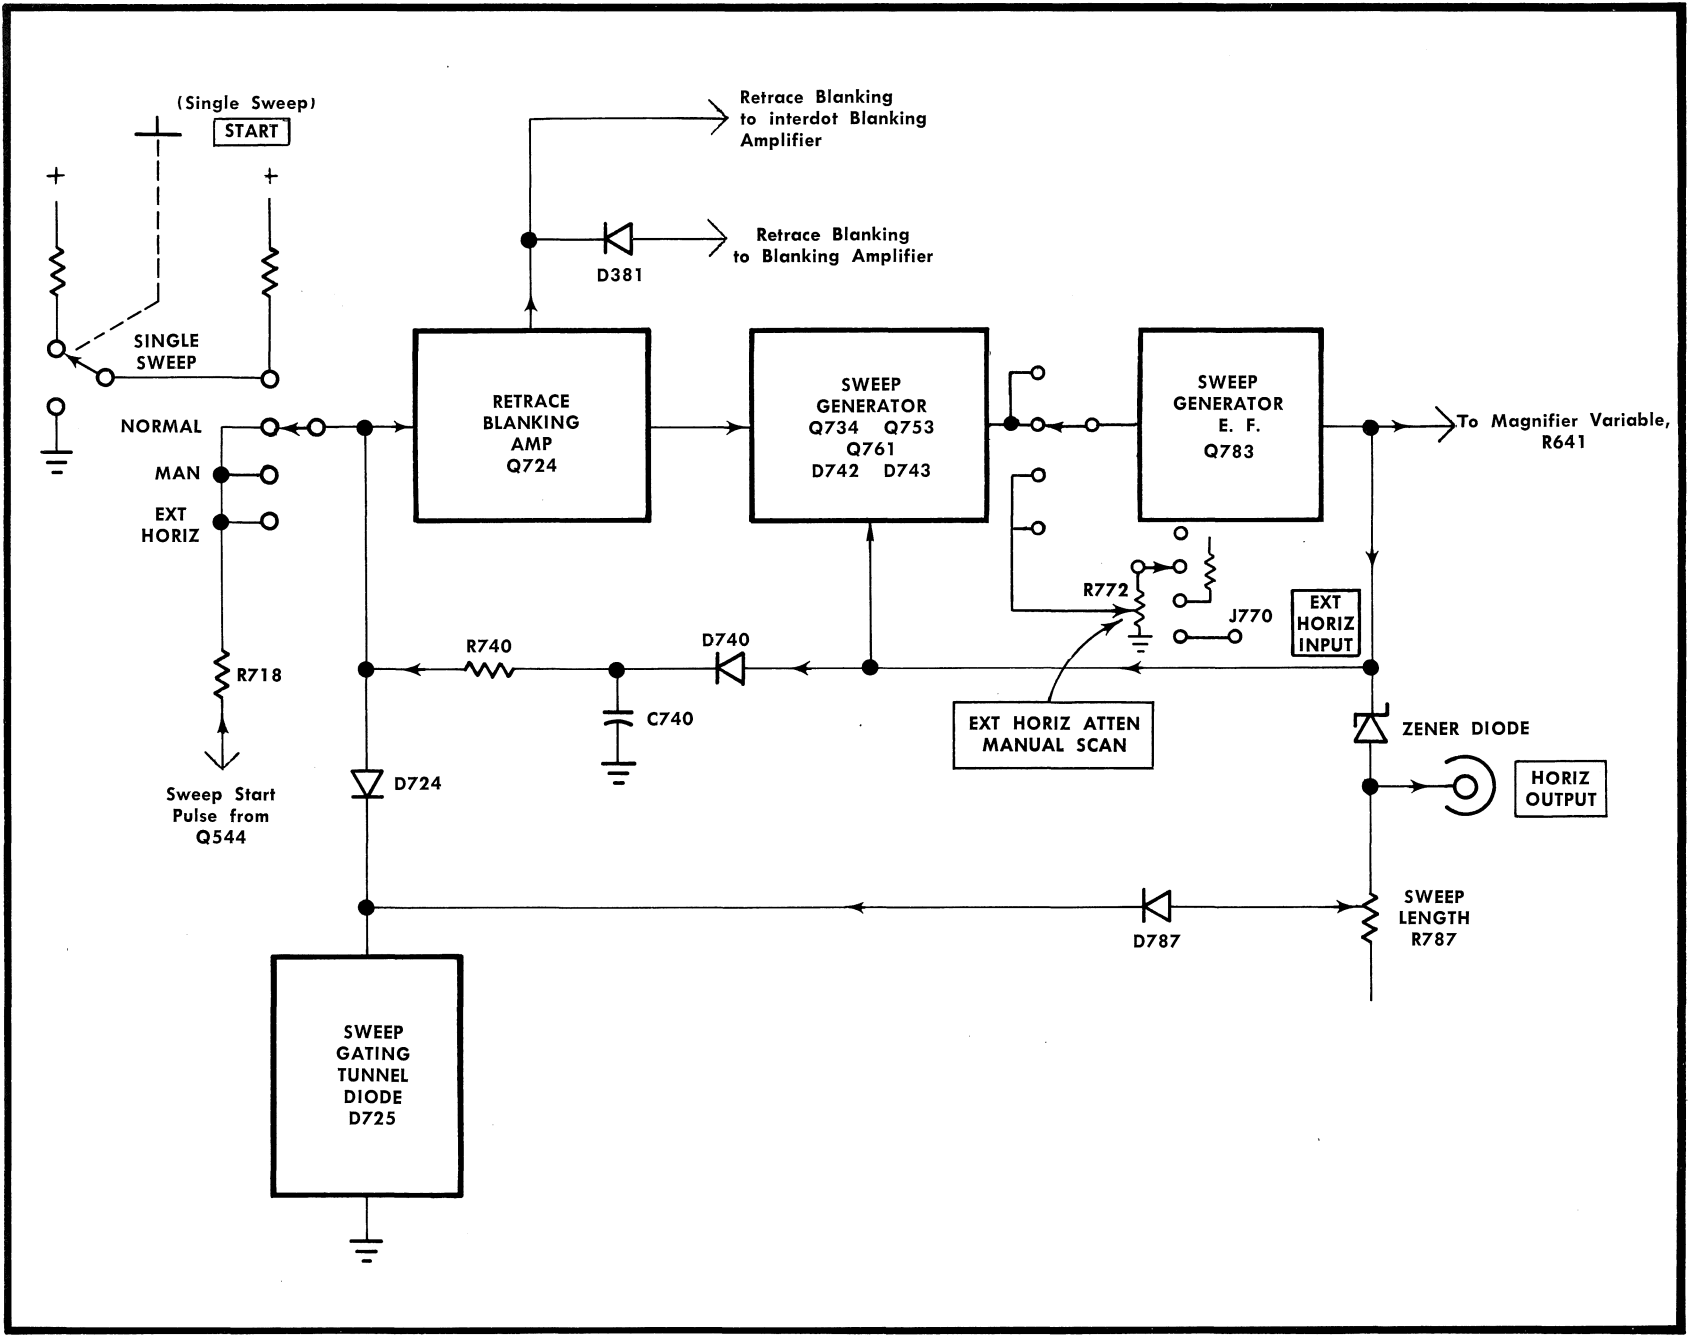 (Single Sweep)
START
+
+
SINGLE
SWEEP
NORMAL
MAN
EXT
HORIZ
R718
Sweep Start
Pulse from
Q544
Retrace Blanking
to interdot Blanking
Amplifier
Retrace Blanking
to Blanking Amplifier
D381
RETRACE
BLANKING
AMP
Q724
SWEEP
GENERATOR
Q734 Q753
Q761
D742 D743
SWEEP
GENERATOR
E. F.
Q783
To Magnifier Variable,
R641
R772
J770
EXT
HORIZ
INPUT
R740
D740
C740
EXT HORIZ ATTEN
MANUAL SCAN
ZENER DIODE
HORIZ
OUTPUT
D724
D787
SWEEP
LENGTH
R787
SWEEP
GATING
TUNNEL
DIODE
D725